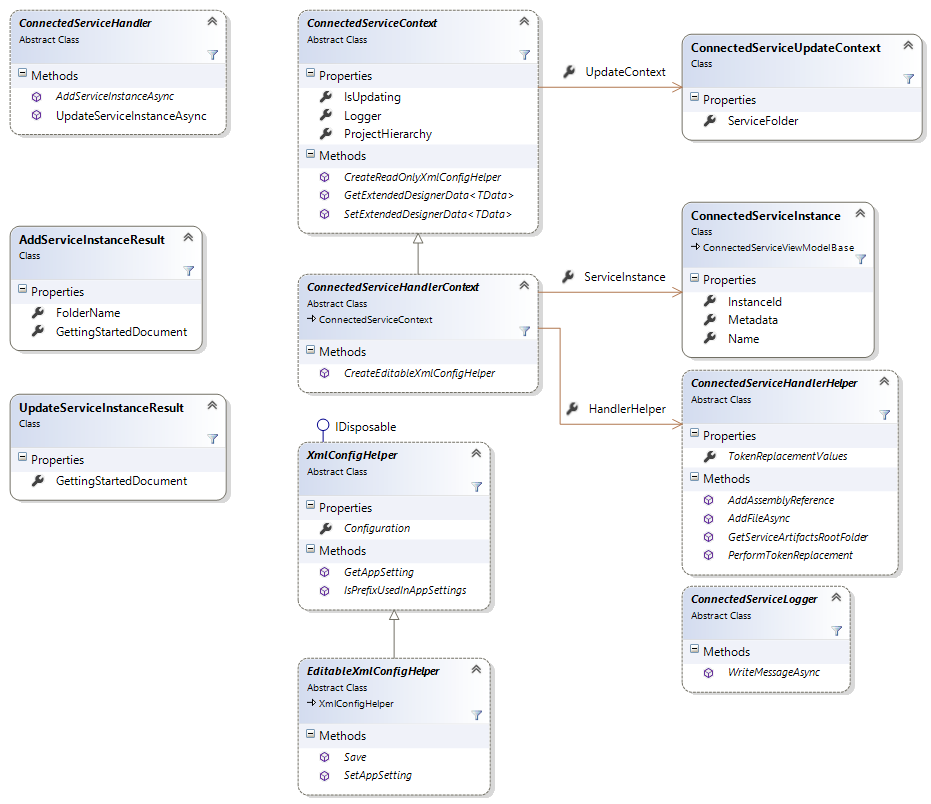 ConnectedServiceHandler
Abstract Class
Methods
AddServiceInstanceAsync
UpdateServiceInstanceAsync
AddServiceInstanceResult
Class
Properties
FolderName
GettingStartedDocument
UpdateServiceInstanceResult
Class
Properties
GettingStartedDocument
ConnectedServiceContext
Abstract Class
Properties
IsUpdating
Logger
ProjectHierarchy
Methods
CreateReadOnlyXmlConfigHelper
GetExtendedDesignerData<TData>
SetExtendedDesignerData<TData>
ConnectedServiceHandlerContext
Abstract Class
ConnectedServiceContext
Methods
CreateEditableXmlConfigHelper
IDisposable
XmlConfigHelper
Abstract Class
Properties
Configuration
Methods
GetAppSetting
IsPrefixUsedInAppSettings
EditableXmlConfigHelper
Abstract Class
XmlConfigHelper
Methods
Save
SetAppSetting
UpdateContext
ServiceInstance
HandlerHelper
ConnectedServiceUpdateContext
Class
Properties
ServiceFolder
ConnectedServiceInstance
Class
ConnectedServiceViewModelBase
Properties
InstanceId
Metadata
Name
ConnectedServiceHandlerHelper
Abstract Class
Properties
TokenReplacementValues
Methods
AddAssemblyReference
AddFileAsync
GetServiceArtifactsRootFolder
PerformTokenReplacement
ConnectedServiceLogger
Abstract Class
Methods
WriteMessageAsync